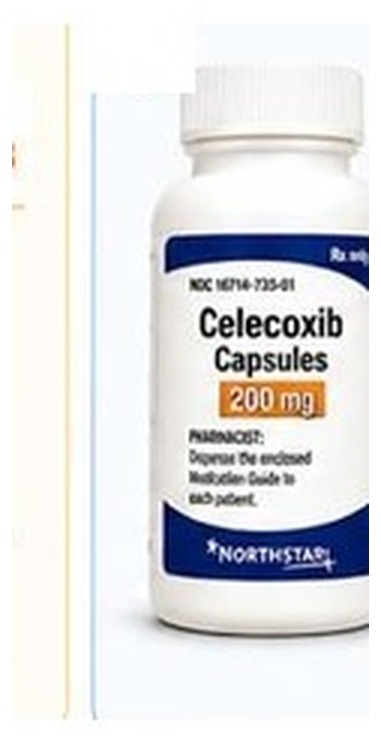 Rx only
NDC 16714-733-01
Celecoxib
Capsules
200 mg
PHARMACIST:
Dispense the enclosed
Medication Guide to
each patient.
NORTHSTAR